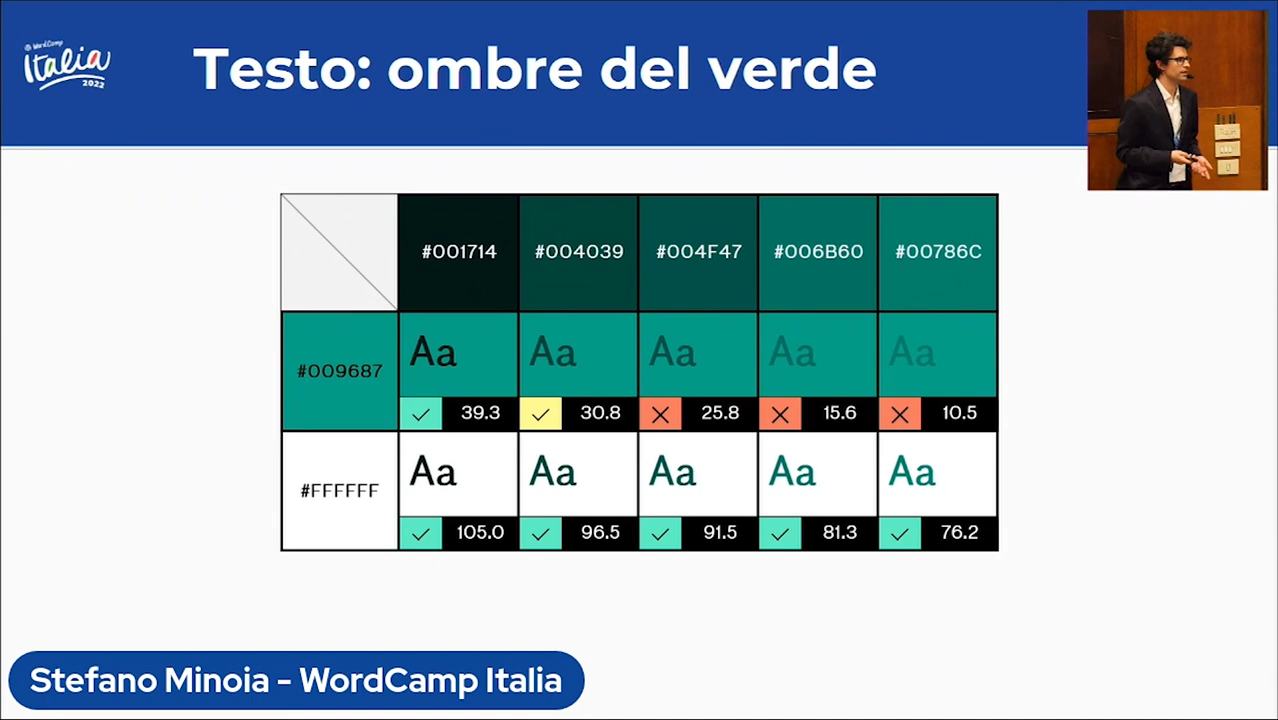 WordCamp
Italia
2022
Testo: ombre del verde
#001714 #004039 #004F47 #006B60 #00786C
#009687
Aa Aa Aa Aa Aa
39.3 30.8 25.8 15.6 10.5
#FFFFFF
Aa Aa Aa Aa Aa
105.0 96.5 91.5 81.3 76.2
Stefano Minoia - WordCamp Italia